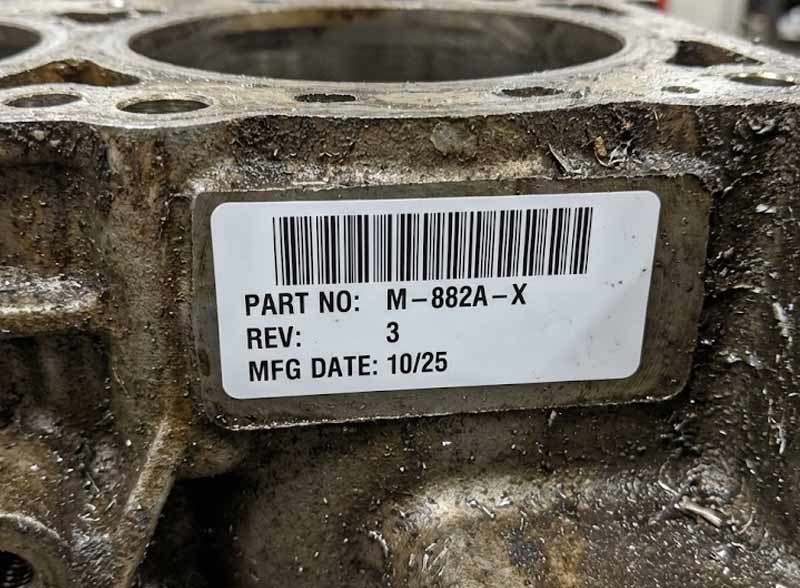 PART NO: M-882A-X
REV: 3
MFG DATE: 10/25